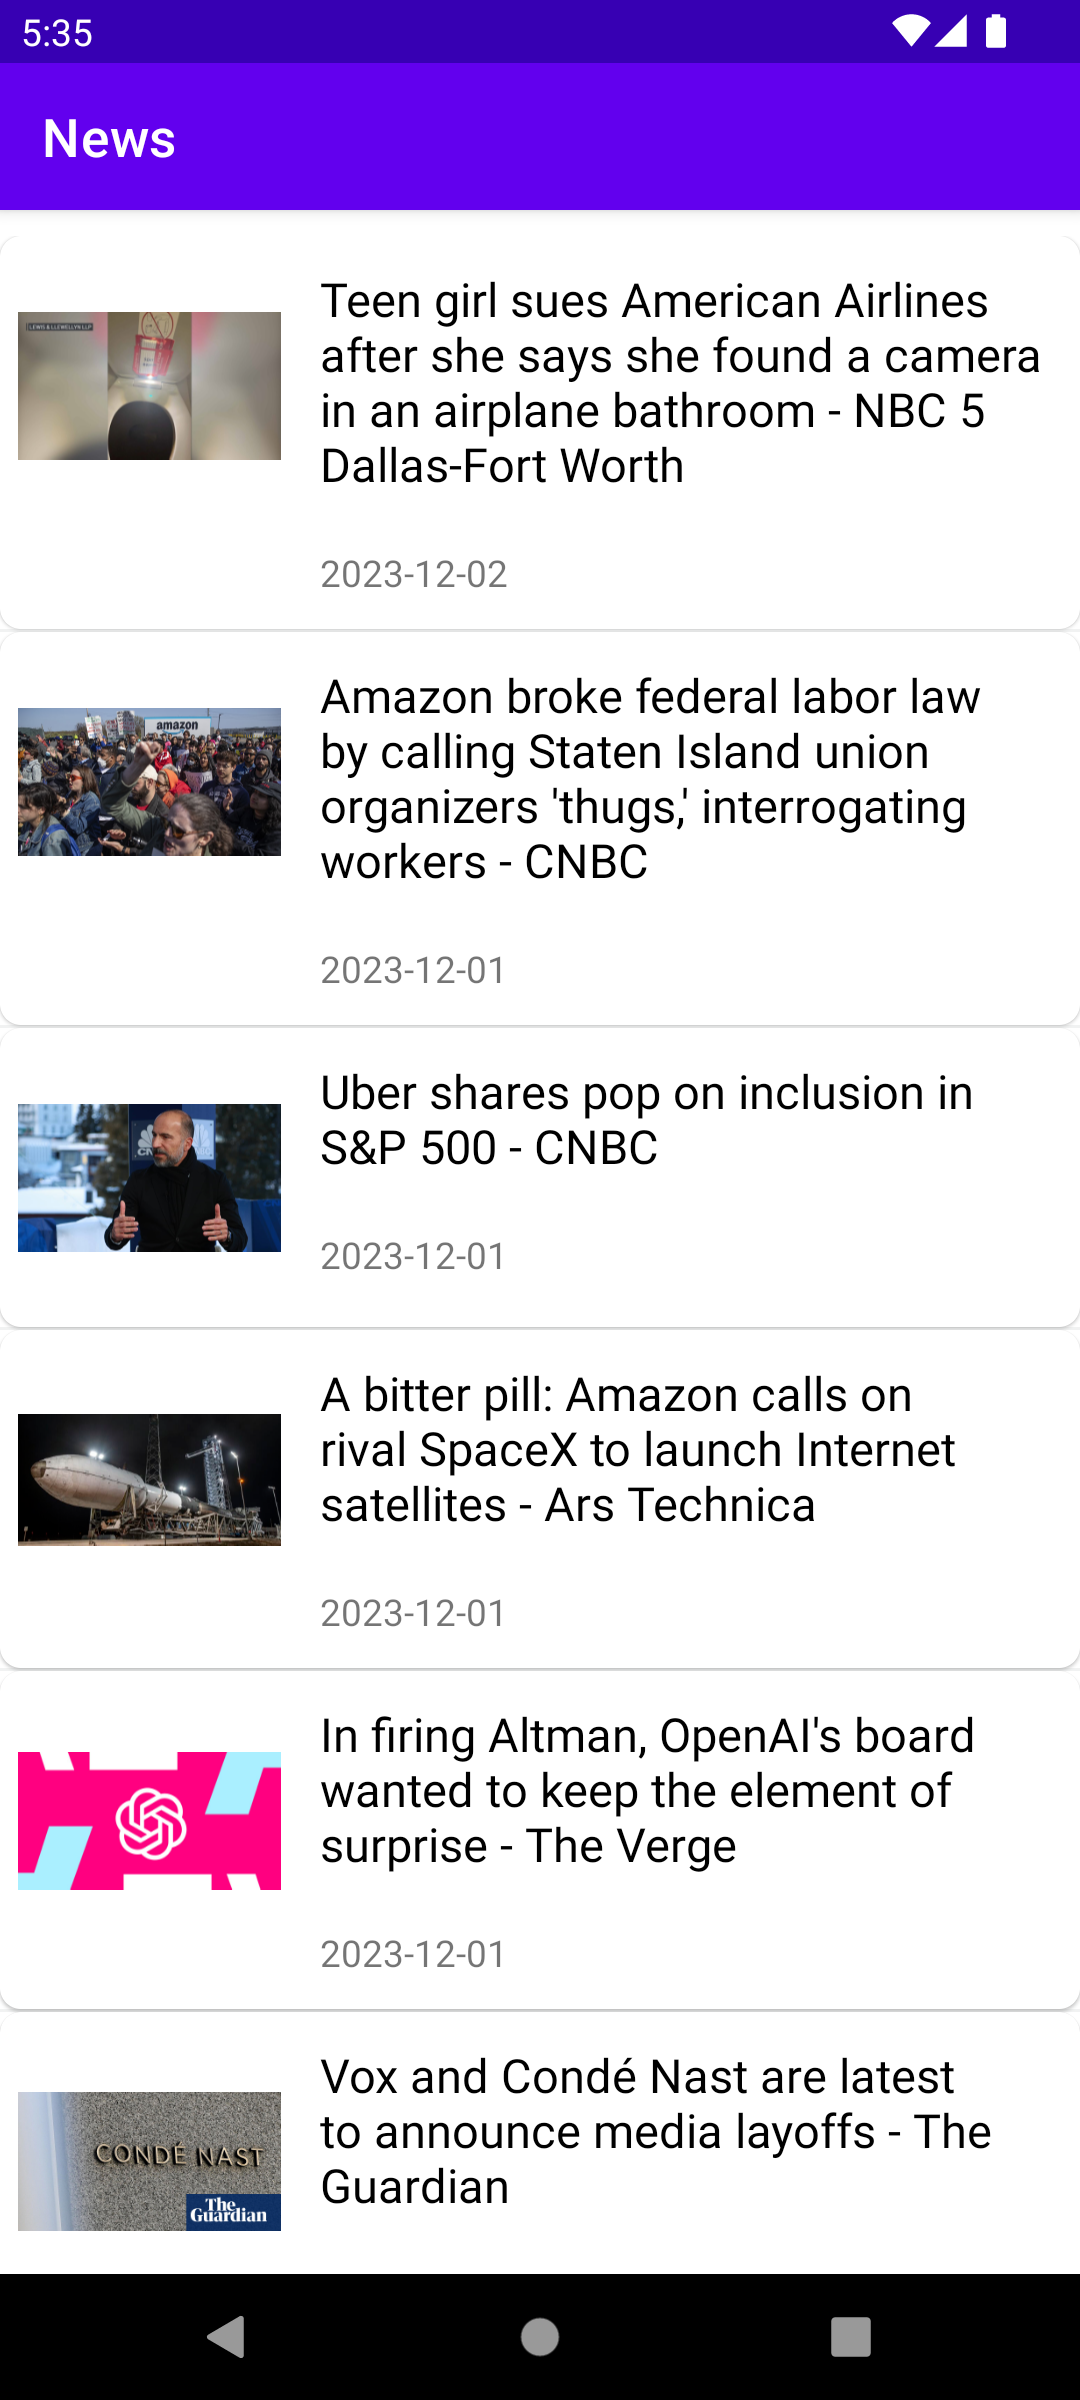 5:35
News
LEWIS & LLEWELLYN LLP
Teen girl sues American Airlines
after she says she found a camera
in an airplane bathroom - NBC 5
Dallas-Fort Worth
2023-12-02
amazon
Amazon broke federal labor law
by calling Staten Island union
organizers 'thugs,' interrogating
workers - CNBC
2023-12-01
Uber shares pop on inclusion in
S&P 500 - CNBC
2023-12-01
A bitter pill: Amazon calls on
rival SpaceX to launch Internet
satellites - Ars Technica
2023-12-01
In firing Altman, OpenAI's board
wanted to keep the element of
surprise - The Verge
2023-12-01
CONDÉ NAST
The
Guardian
Vox and Condé Nast are latest
to announce media layoffs - The
Guardian